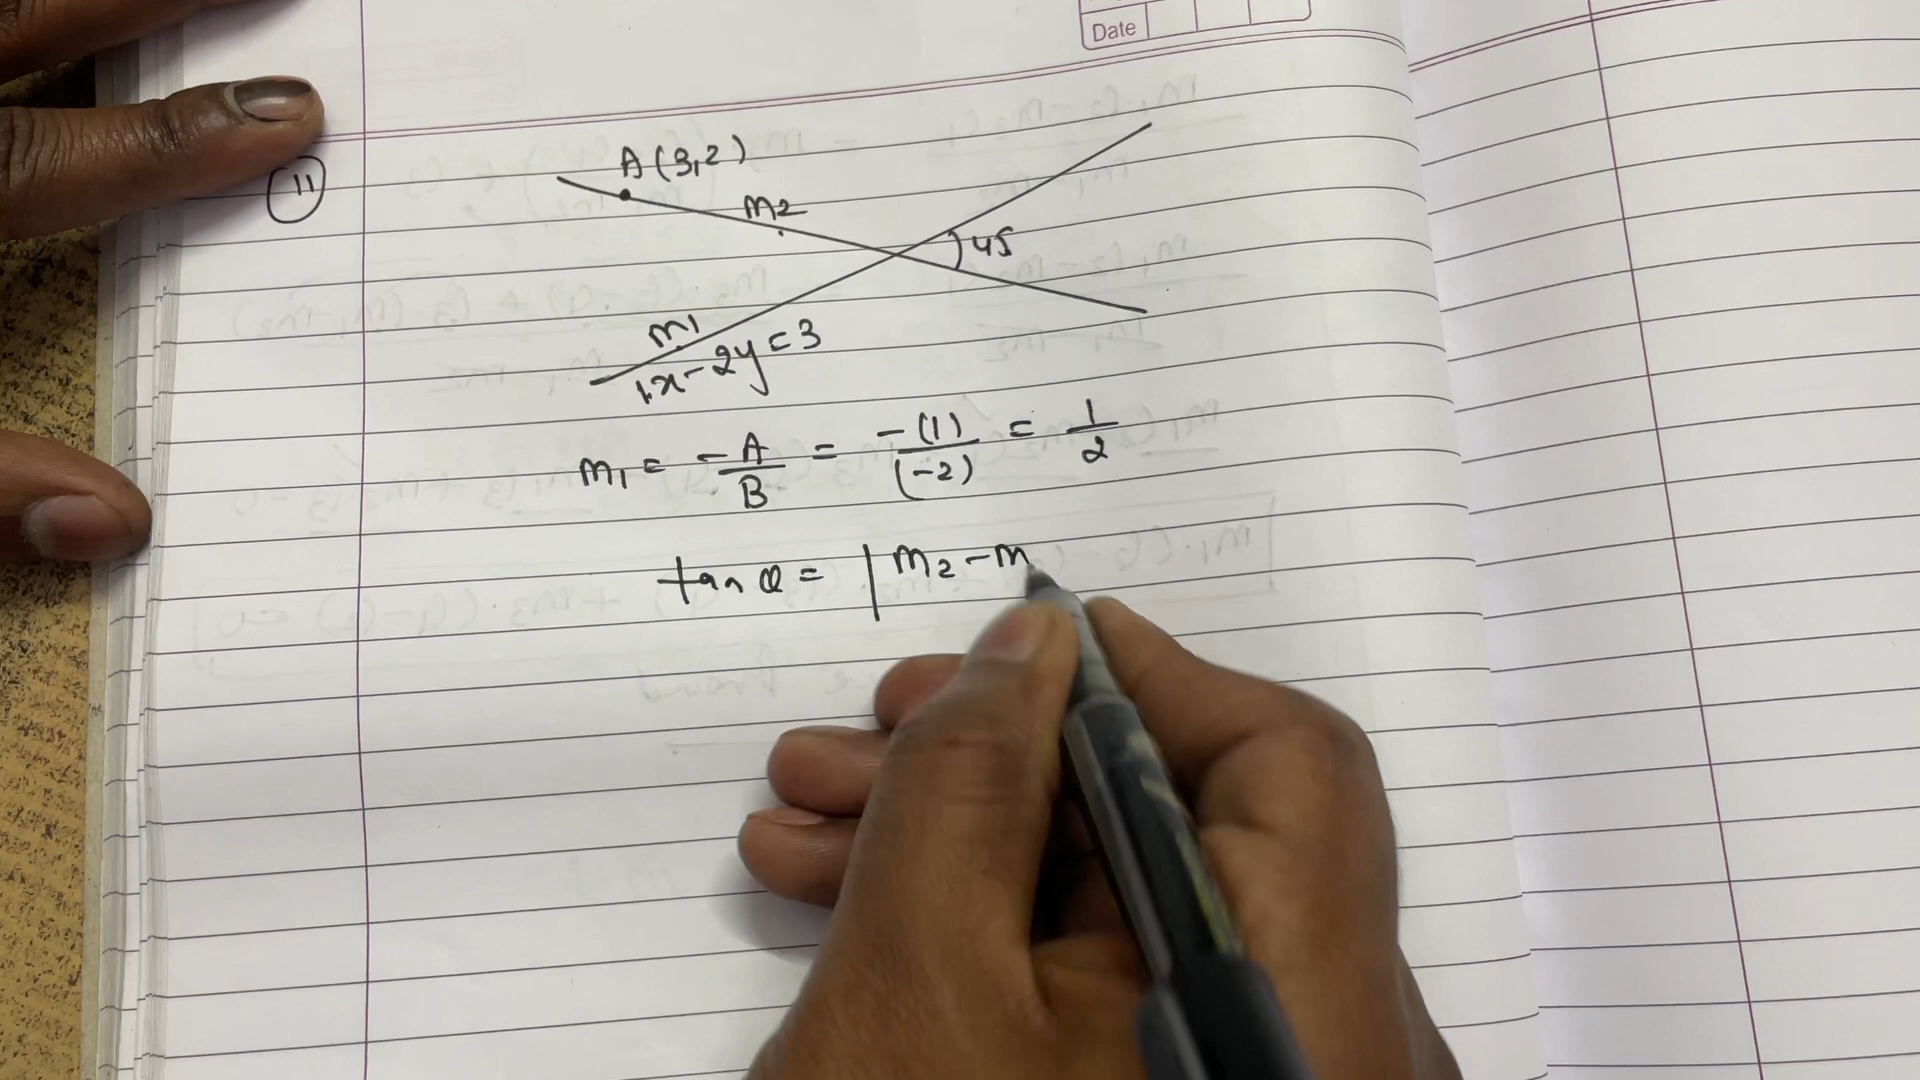 Date
11
A (3,2)
m2
45
m1
1x - 2y = 3
m1 = -A/B = -(1)/(-2) = 1/2
tan θ = | m2 - m